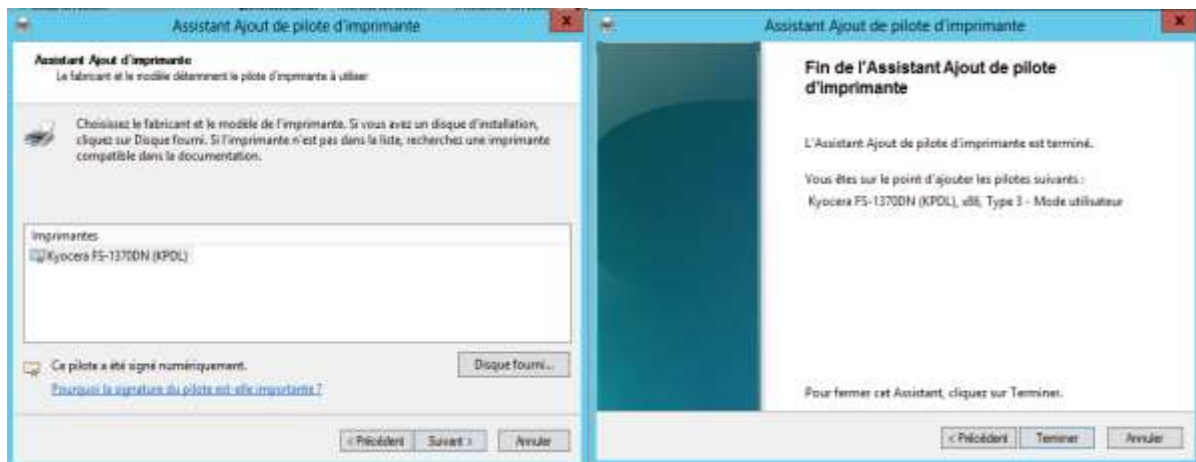 Assistant Ajout de pilote d'imprimante
Assistant Ajout d'imprimante
Le fabricant et le modèle déterminent le pilote d'imprimante à utiliser
Choisissez le fabricant et le modèle de l'imprimante. Si vous avez un disque d'installation,
cliquez sur Disque fourni. Si l'imprimante n'est pas dans la liste, recherchez une imprimante
compatible dans la documentation.
Imprimantes
Kyocera FS-1370DN (KPDL)
Ce pilote a été signé numériquement.
Disque fourni...
Pourquoi la signature du pilote est-elle importante ?
< Précédent
Suivant >
Annuler
Assistant Ajout de pilote d'imprimante
Fin de l'Assistant Ajout de pilote
d'imprimante
L'Assistant Ajout de pilote d'imprimante est terminé.
Vous êtes sur le point d'ajouter les pilotes suivants :
Kyocera FS-1370DN (KPDL), x86, Type 3 - Mode utilisateur
Pour fermer cet Assistant, cliquez sur Terminer.
< Précédent
Terminer
Annuler